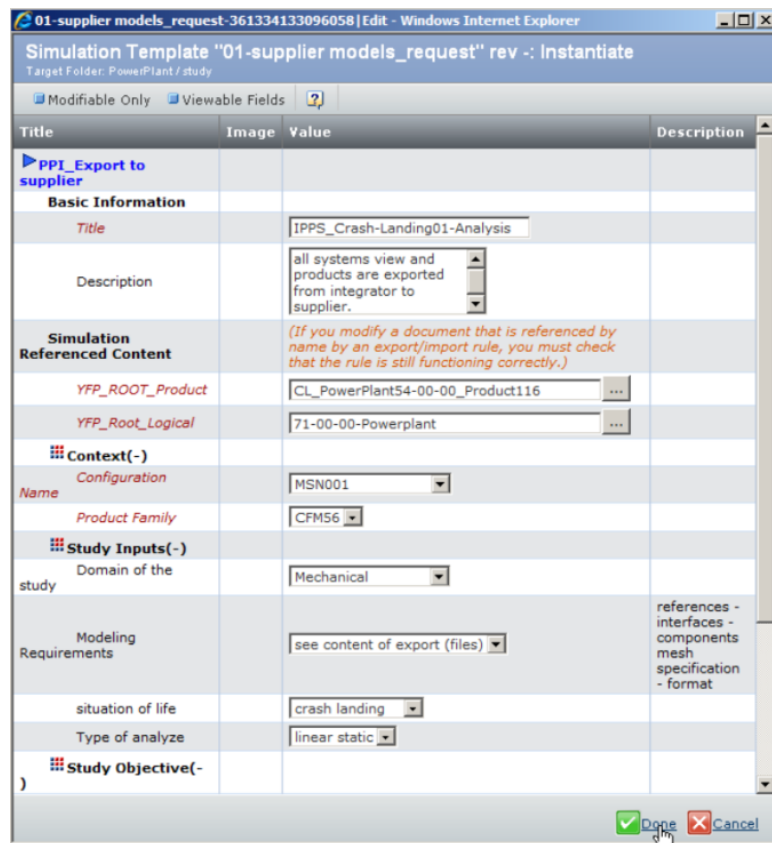 01-supplier models_request-361334133096058|Edit - Windows Internet Explorer
Simulation Template "01-supplier models_request" rev -: Instantiate
Target Folder: PowerPlant / study
Modifiable Only Viewable Fields
Title Image Value Description
PPI_Export to
supplier
Basic Information
Title IPPS_Crash-Landing01-Analysis
Description
all systems view and
products are exported
from integrator to
supplier.
Simulation
Referenced Content
(If you modify a document that is referenced by
name by an export/import rule, you must check
that the rule is still functioning correctly.)
YFP_ROOT_Product CL_PowerPlant54-00-00_Product116 ...
YFP_Root_Logical 71-00-00-Powerplant ...
Context(-)
Configuration
Name
MSN001
Product Family CFM56
Study Inputs(-)
Domain of the
study
Mechanical
Modeling
Requirements
see content of export (files)
references -
interfaces -
components
mesh
specification
- format
situation of life crash landing
Type of analyze linear static
Study Objective(-
)
Done Cancel